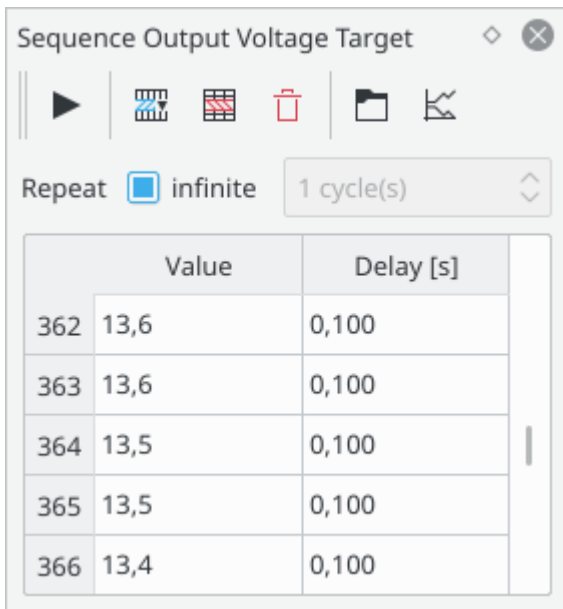 Sequence Output Voltage Target
Repeat infinite 1 cycle(s)
Value Delay [s]
362 13,6 0,100
363 13,6 0,100
364 13,5 0,100
365 13,5 0,100
366 13,4 0,100